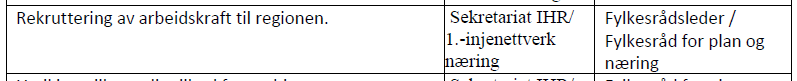 Rekruttering av arbeidskraft til regionen.
Sekretariat IHR/
1.-injenettverk
næring
Fylkesrådsleder /
Fylkesråd for plan og
næring